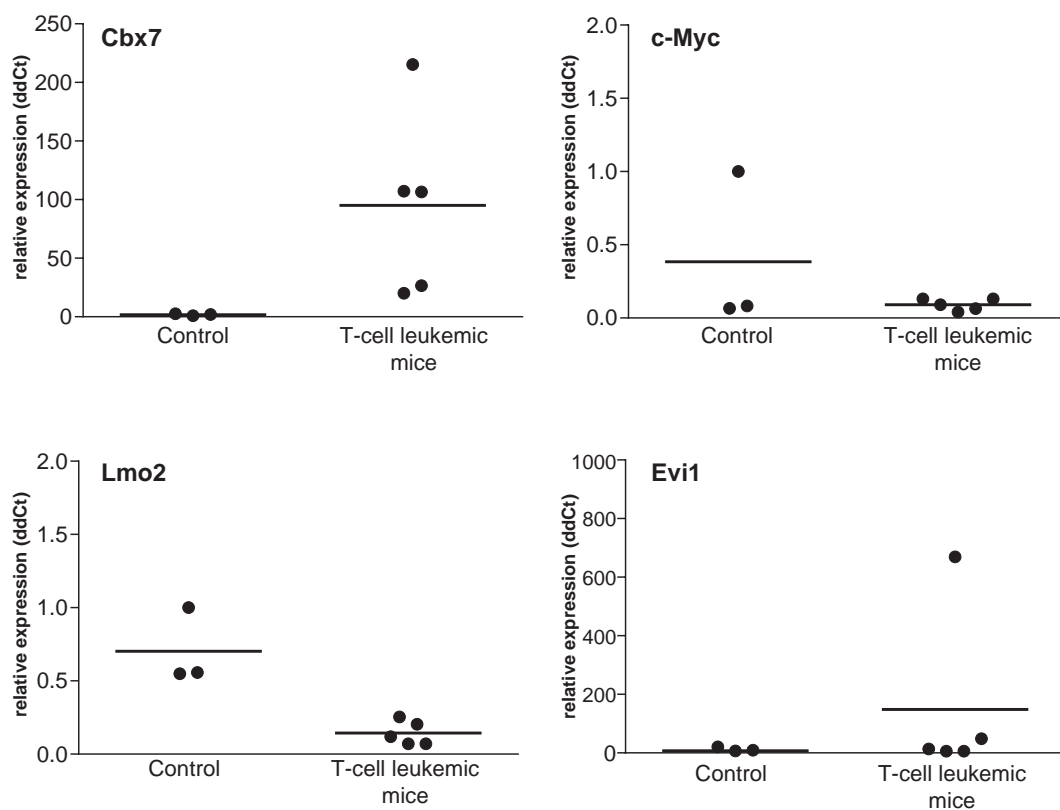 Cbx7
relative expression (ddCt)
250
200
150
100
50
0
Control
T-cell leukemic
mice
c-Myc
relative expression (ddCt)
2.0
1.5
1.0
0.5
0.0
Control
T-cell leukemic
mice
Lmo2
relative expression (ddCt)
2.0
1.5
1.0
0.5
0.0
Control
T-cell leukemic
mice
Evi1
relative expression (ddCt)
1000
800
600
400
200
0
Control
T-cell leukemic
mice